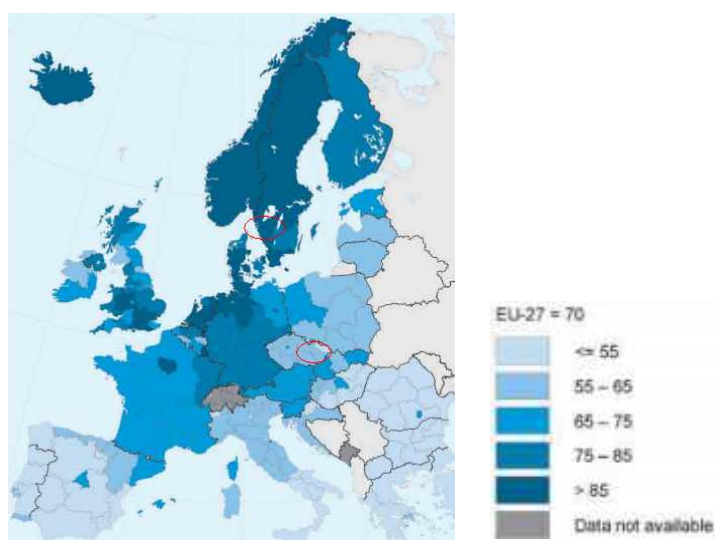 EU-27 = 70
<= 55
55 – 65
65 – 75
75 – 85
> 85
Data not available